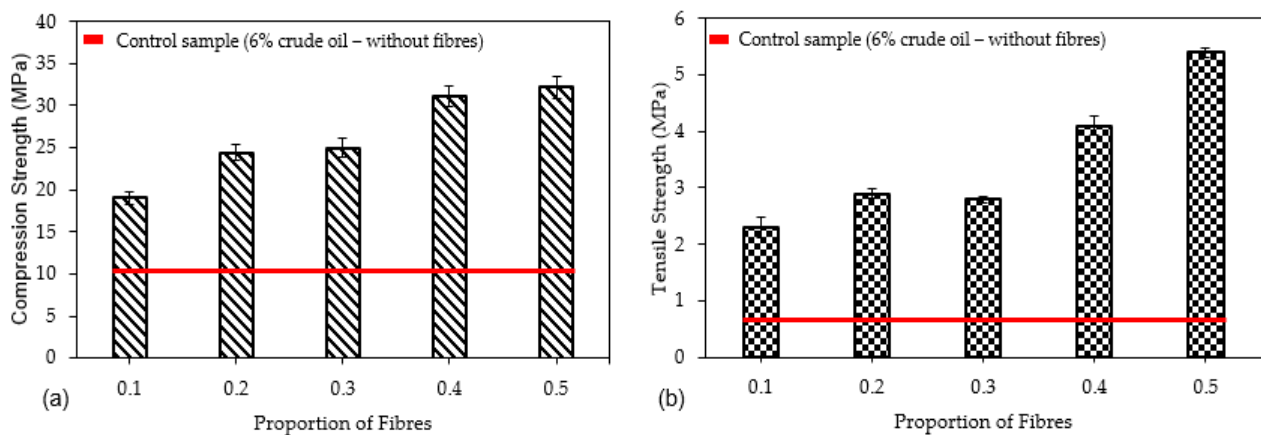 40
35
30
25
20
15
10
5
0
Compression Strength (MPa)
Control sample (6% crude oil – without fibres)
0.1 0.2 0.3 0.4 0.5
(a)
Proportion of Fibres
6
5
4
3
2
1
0
Tensile Strength (MPa)
Control sample (6% crude oil – without fibres)
0.1 0.2 0.3 0.4 0.5
(b)
Proportion of Fibres